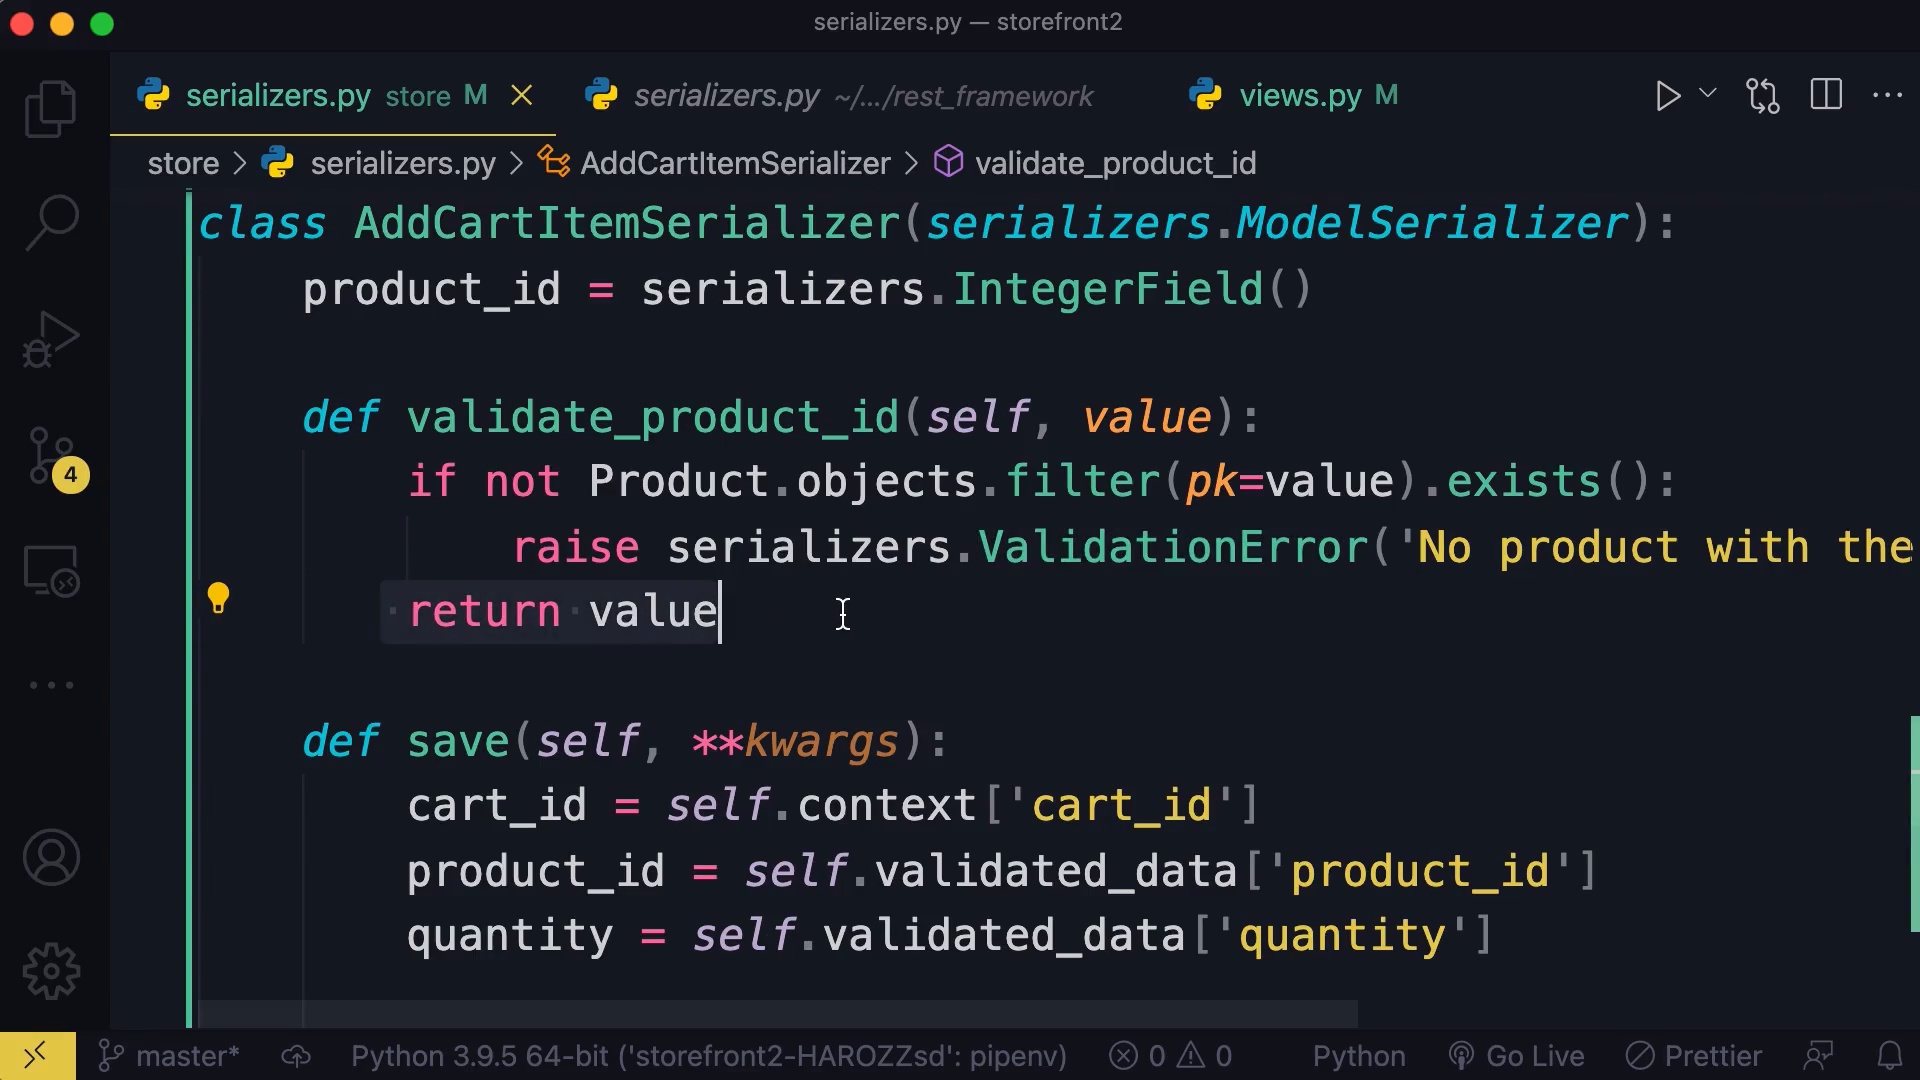 serializers.py — storefront2
serializers.py store M
serializers.py ~/.../rest_framework
views.py M
store > serializers.py > AddCartItemSerializer > validate_product_id
class AddCartItemSerializer(serializers.ModelSerializer):
product_id = serializers.IntegerField()
def validate_product_id(self, value):
if not Product.objects.filter(pk=value).exists():
raise serializers.ValidationError('No product with the
return value
def save(self, **kwargs):
cart_id = self.context['cart_id']
product_id = self.validated_data['product_id']
quantity = self.validated_data['quantity']
4
master* Python 3.9.5 64-bit ('storefront2-HAROZZsd': pipenv) 0 0 Python Go Live Prettier